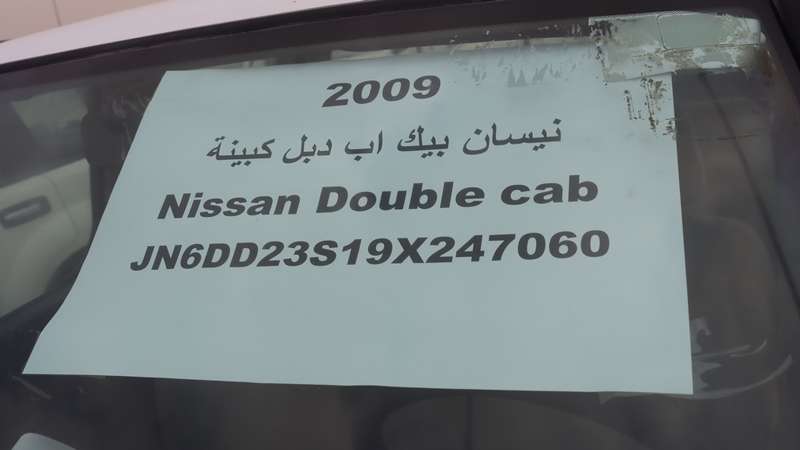 2009
نيسان بيك اب دبل كبينة
Nissan Double cab
JN6DD23S19X247060